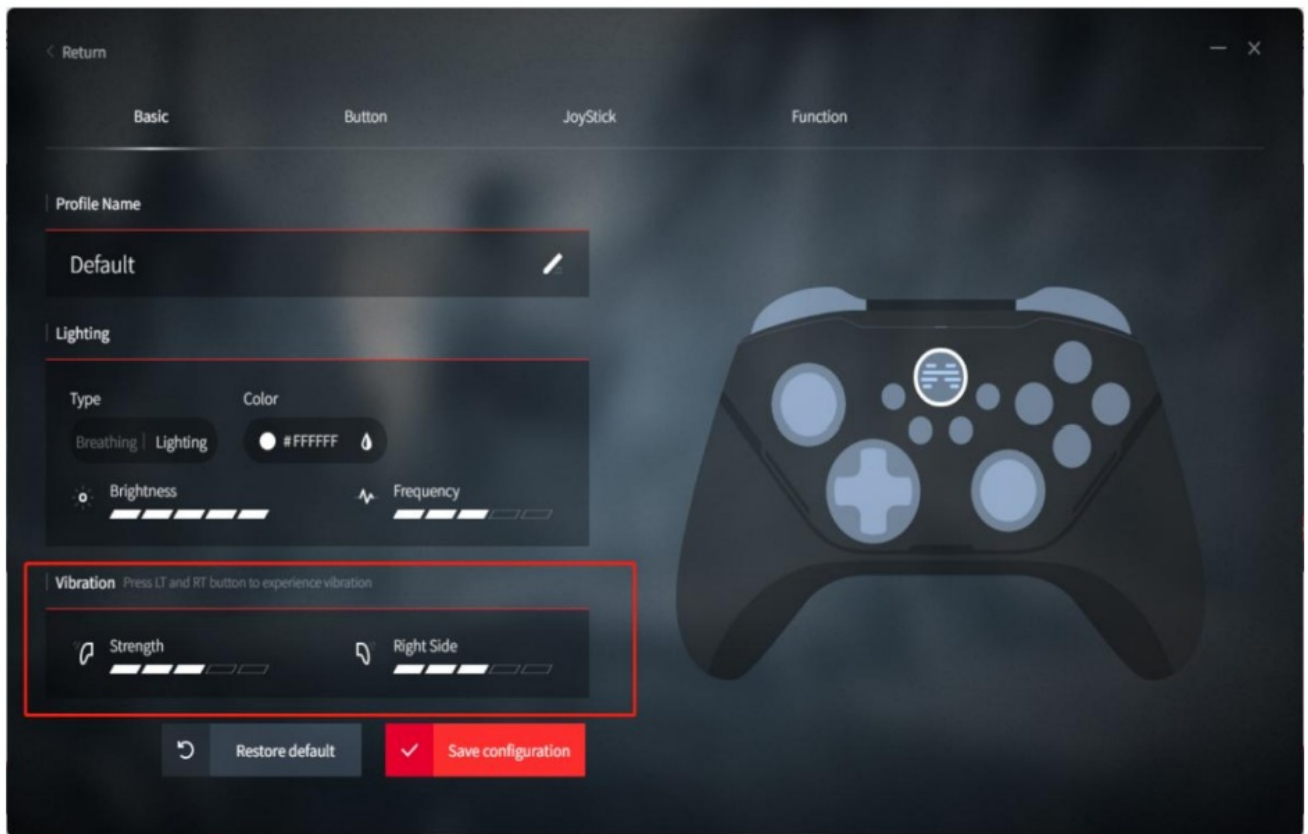 Return
Basic Button JoyStick Function
Profile Name
Default
Lighting
Type Color
Breathing | Lighting #FFFFFF
Brightness Frequency
Vibration Press LT and RT button to experience vibration
Strength Right Side
Restore default Save configuration